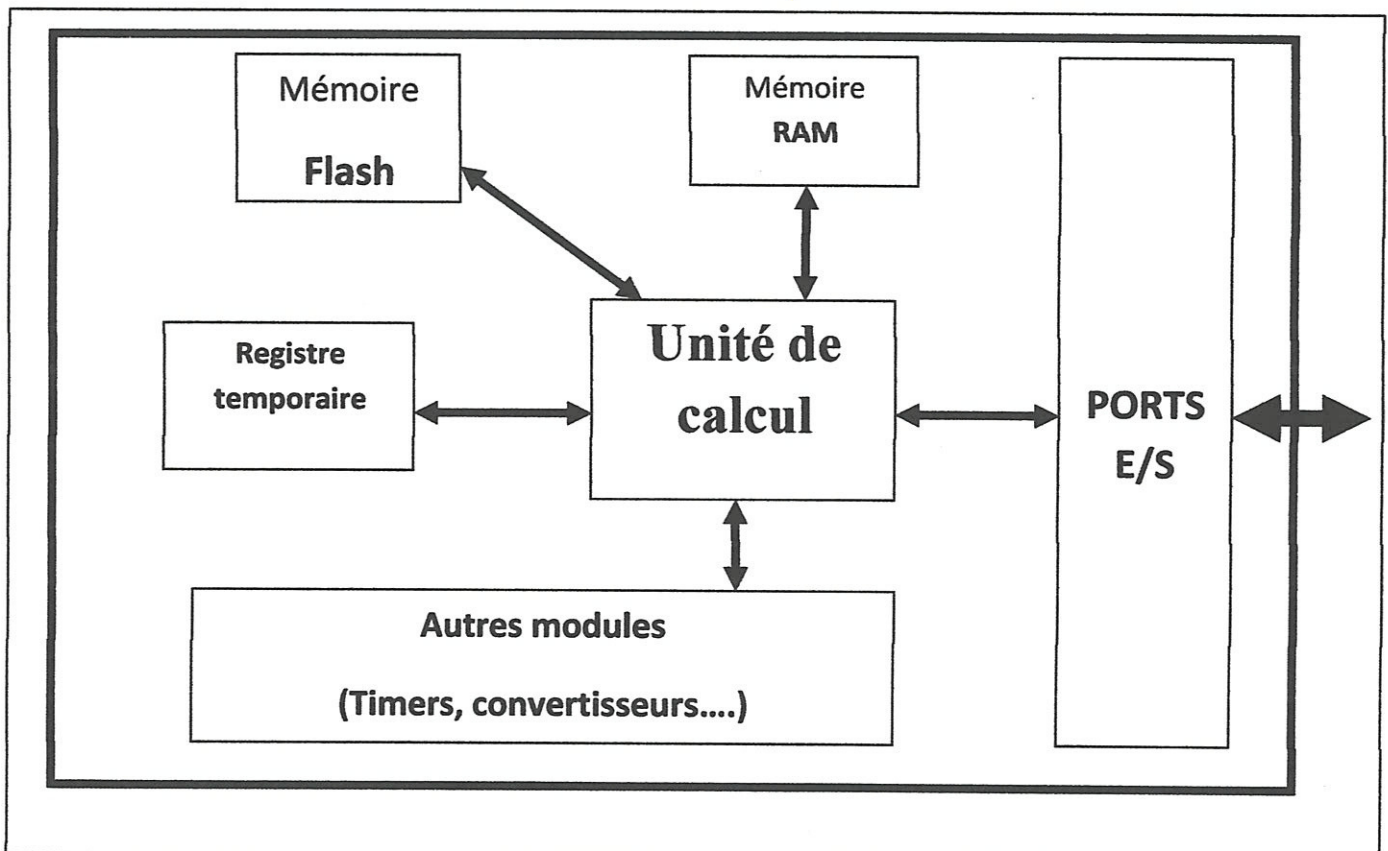 Mémoire
Flash
Mémoire
RAM
Registre
temporaire
Unité de
calcul
PORTS
E/S
Autres modules
(Timers, convertisseurs....)